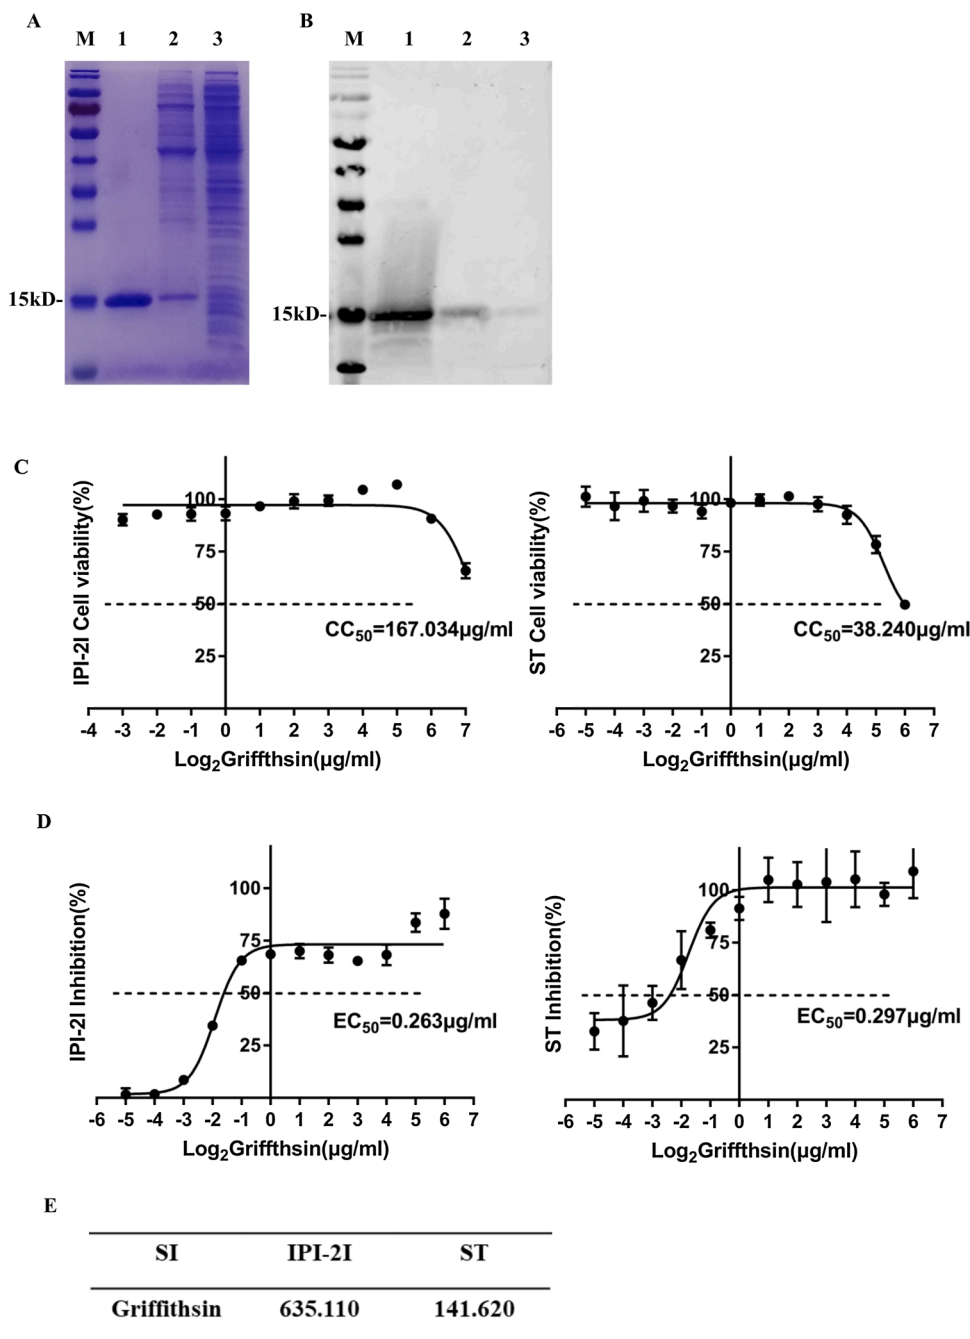 A
B
M 1 2 3
M 1 2 3
15kD-
15kD-
C
IPI-2I Cell viability(%)
100
75
50
25
CC50=167.034µg/ml
-4 -3 -2 -1 0 1 2 3 4 5 6 7
Log2Griffthsin(µg/ml)
ST Cell viability(%)
100
75
50
25
CC50=38.240µg/ml
-6 -5 -4 -3 -2 -1 0 1 2 3 4 5 6 7
Log2Griffthsin(µg/ml)
D
IPI-2I Inhibition(%)
100
75
50
25
EC50=0.263µg/ml
-6 -5 -4 -3 -2 -1 0 1 2 3 4 5 6 7
Log2Griffthsin(µg/ml)
ST Inhibition(%)
100
75
50
25
EC50=0.297µg/ml
-6 -5 -4 -3 -2 -1 0 1 2 3 4 5 6 7
Log2Griffthsin(µg/ml)
E
SI IPI-2I ST
Griffithsin 635.110 141.620